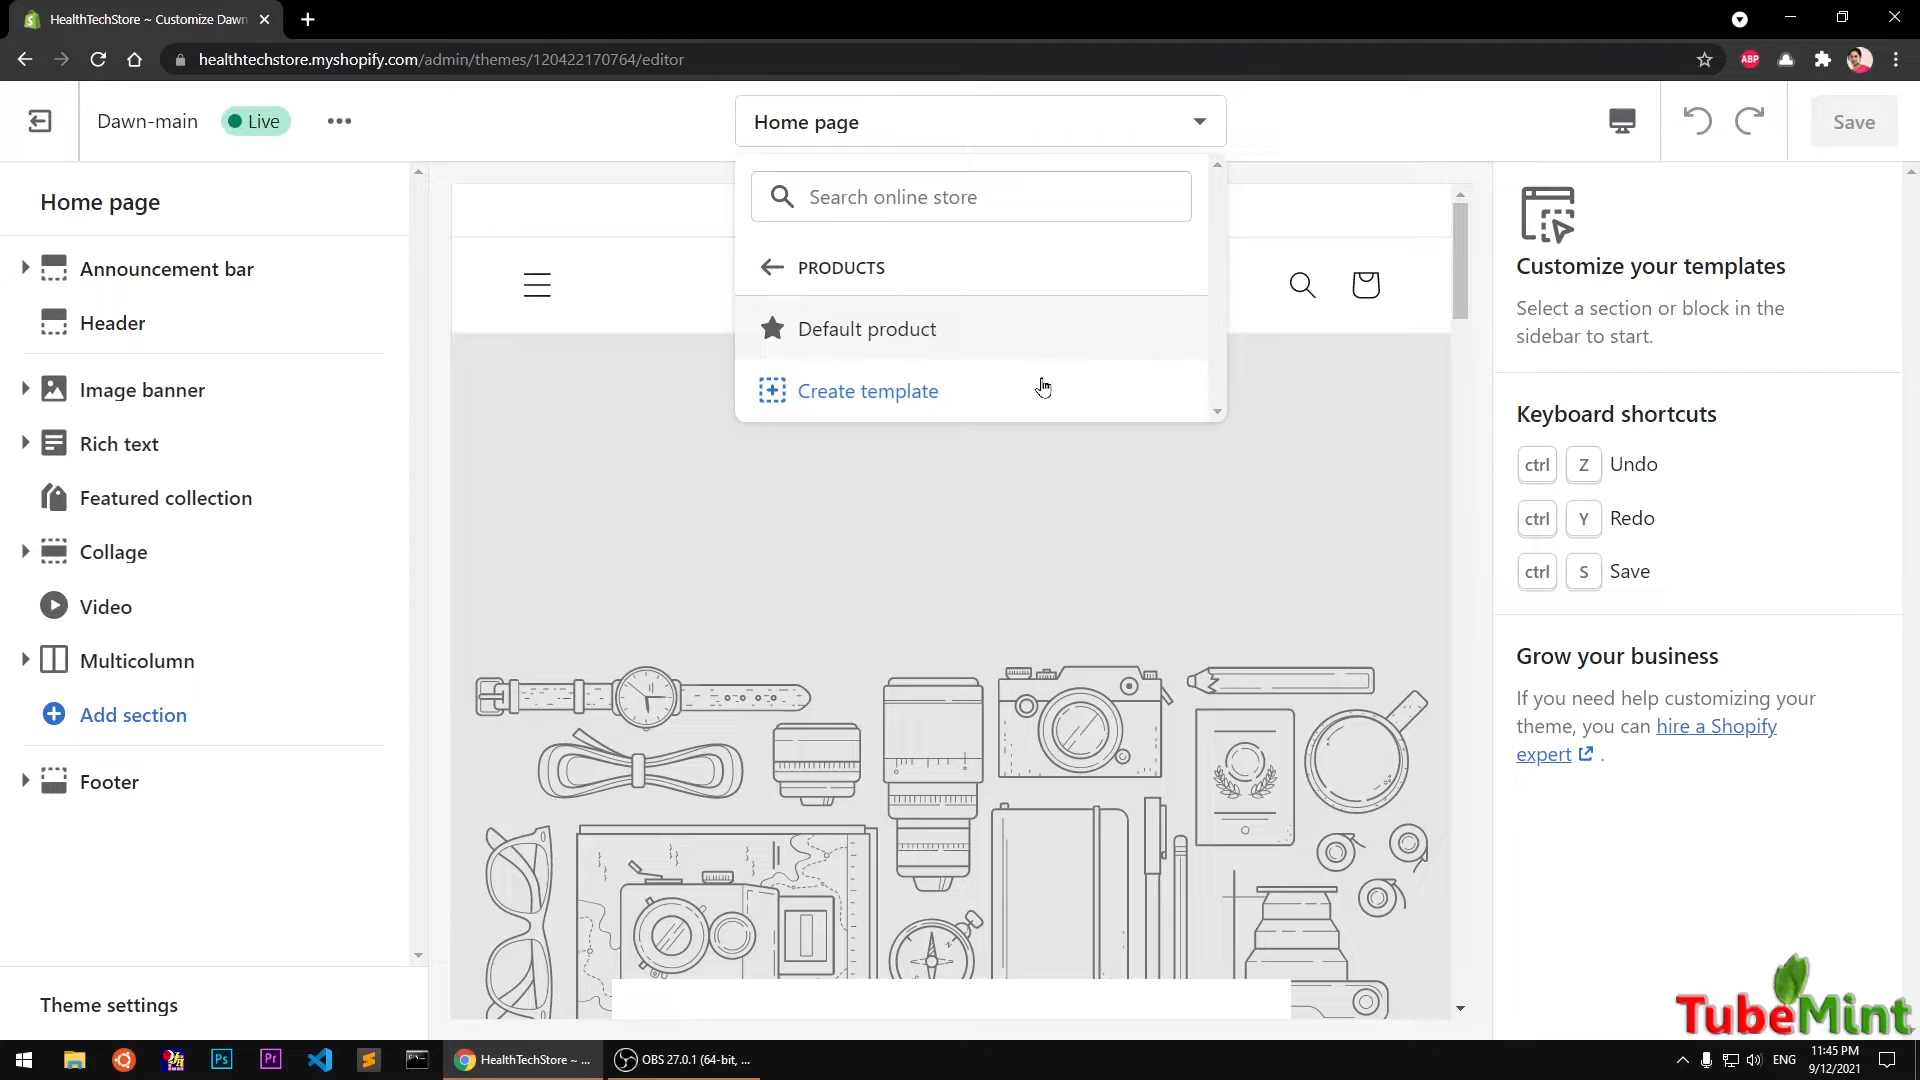 HealthTechStore ~ Customize Dawn
healthtechstore.myshopify.com/admin/themes/120422170764/editor
ABP
Dawn-main
Live
Home page
Save
Search online store
PRODUCTS
Default product
Create template
Home page
Announcement bar
Header
Image banner
Rich text
Featured collection
Collage
Video
Multicolumn
Add section
Footer
Theme settings
Customize your templates
Select a section or block in the
sidebar to start.
Keyboard shortcuts
ctrl Z Undo
ctrl Y Redo
ctrl S Save
Grow your business
If you need help customizing your
theme, you can hire a Shopify
expert .
TubeMint
Ps
Pr
HealthTechStore ~ ...
OBS 27.0.1 (64-bit, ...
ENG
11:45 PM
9/12/2021